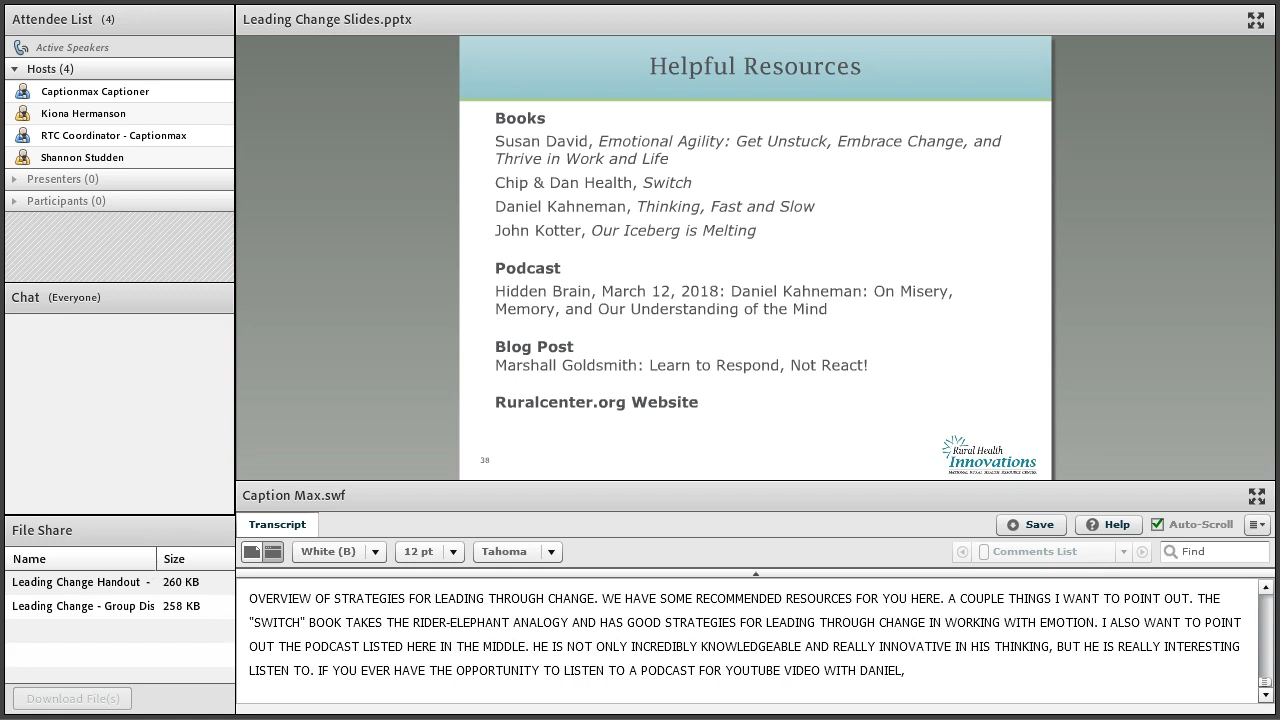 Attendee List (4)
Active Speakers
Hosts (4)
Captionmax Captioner
Kiona Hermanson
RTC Coordinator - Captionmax
Shannon Studden
Presenters (0)
Participants (0)
Chat (Everyone)
File Share
Name Size
Leading Change Handout - 260 KB
Leading Change - Group Dis 258 KB
Download File(s)
Leading Change Slides.pptx
Helpful Resources
Books
Susan David, Emotional Agility: Get Unstuck, Embrace Change, and
Thrive in Work and Life
Chip & Dan Health, Switch
Daniel Kahneman, Thinking, Fast and Slow
John Kotter, Our Iceberg is Melting
Podcast
Hidden Brain, March 12, 2018: Daniel Kahneman: On Misery,
Memory, and Our Understanding of the Mind
Blog Post
Marshall Goldsmith: Learn to Respond, Not React!
Ruralcenter.org Website
38
Rural Health
Innovations
NATIONAL RURAL HEALTH RESOURCE CENTER
Caption Max.swf
Transcript Save Help Auto-Scroll
White (B) 12 pt Tahoma Comments List Find
OVERVIEW OF STRATEGIES FOR LEADING THROUGH CHANGE. WE HAVE SOME RECOMMENDED RESOURCES FOR YOU HERE. A COUPLE THINGS I WANT TO POINT OUT. THE
"SWITCH" BOOK TAKES THE RIDER-ELEPHANT ANALOGY AND HAS GOOD STRATEGIES FOR LEADING THROUGH CHANGE IN WORKING WITH EMOTION. I ALSO WANT TO POINT
OUT THE PODCAST LISTED HERE IN THE MIDDLE. HE IS NOT ONLY INCREDIBLY KNOWLEDGEABLE AND REALLY INNOVATIVE IN HIS THINKING, BUT HE IS REALLY INTERESTING
LISTEN TO. IF YOU EVER HAVE THE OPPORTUNITY TO LISTEN TO A PODCAST FOR YOUTUBE VIDEO WITH DANIEL,